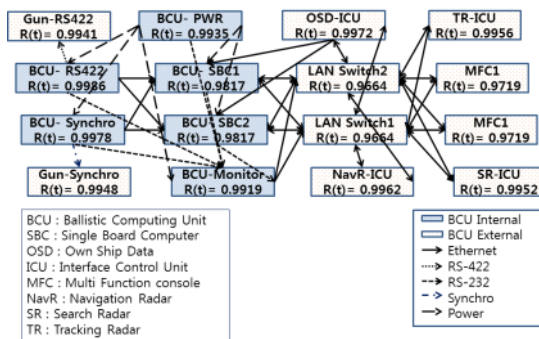 Gun-RS422
R(t)= 0.9941
BCU- PWR
R(t)= 0.9935
OSD-ICU
R(t)= 0.9972
TR-ICU
R(t)= 0.9956
BCU- RS422
R(t)= 0.9986
BCU- SBC1
R(t)= 0.9817
LAN Switch2
R(t)= 0.9664
MFC1
R(t)= 0.9719
BCU- Synchro
R(t)= 0.9978
BCU- SBC2
R(t)= 0.9817
LAN Switch1
R(t)= 0.9664
MFC1
R(t)= 0.9719
Gun-Synchro
R(t)= 0.9948
BCU-Monitor
R(t)= 0.9919
NavR-ICU
R(t)= 0.9962
SR-ICU
R(t)= 0.9952
BCU : Ballistic Computing Unit
SBC : Single Board Computer
OSD : Own Ship Data
ICU : Interface Control Unit
MFC : Multi Function console
NavR : Navigation Radar
SR : Search Radar
TR : Tracking Radar
BCU Internal
BCU External
Ethernet
RS-422
RS-232
Synchro
Power